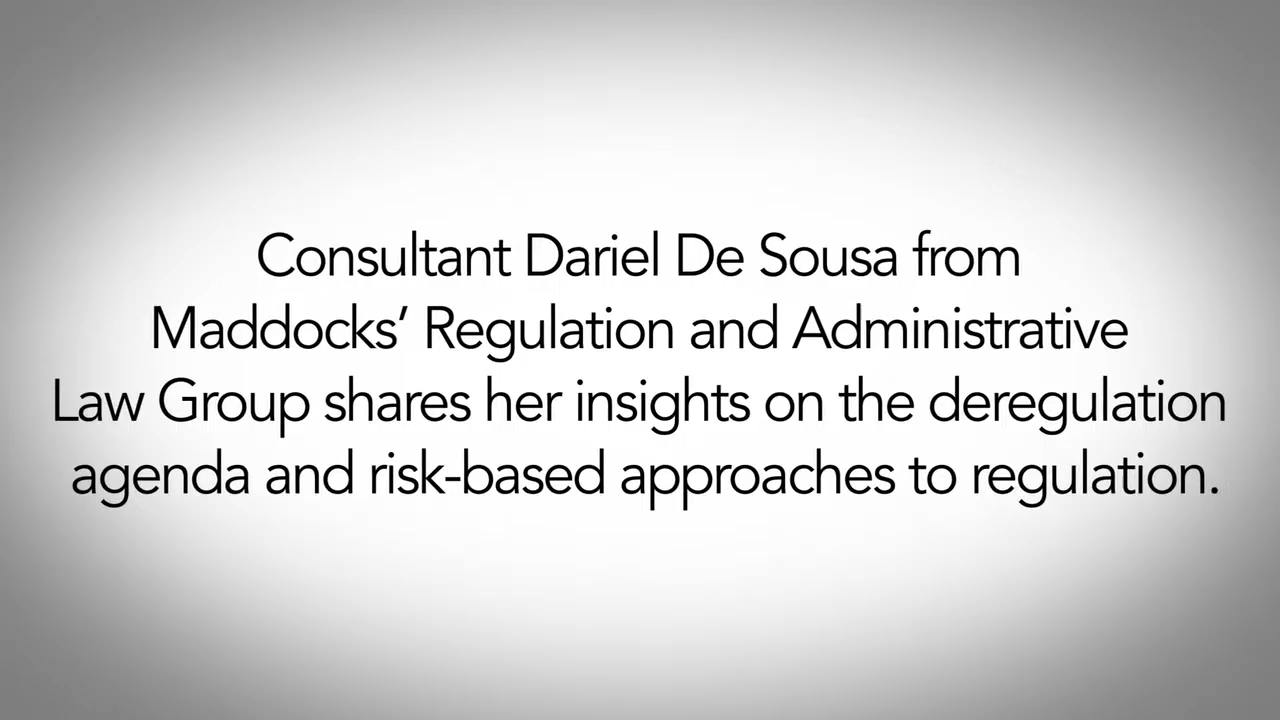 Consultant Dariel De Sousa from
Maddocks’ Regulation and Administrative
Law Group shares her insights on the deregulation
agenda and risk-based approaches to regulation.